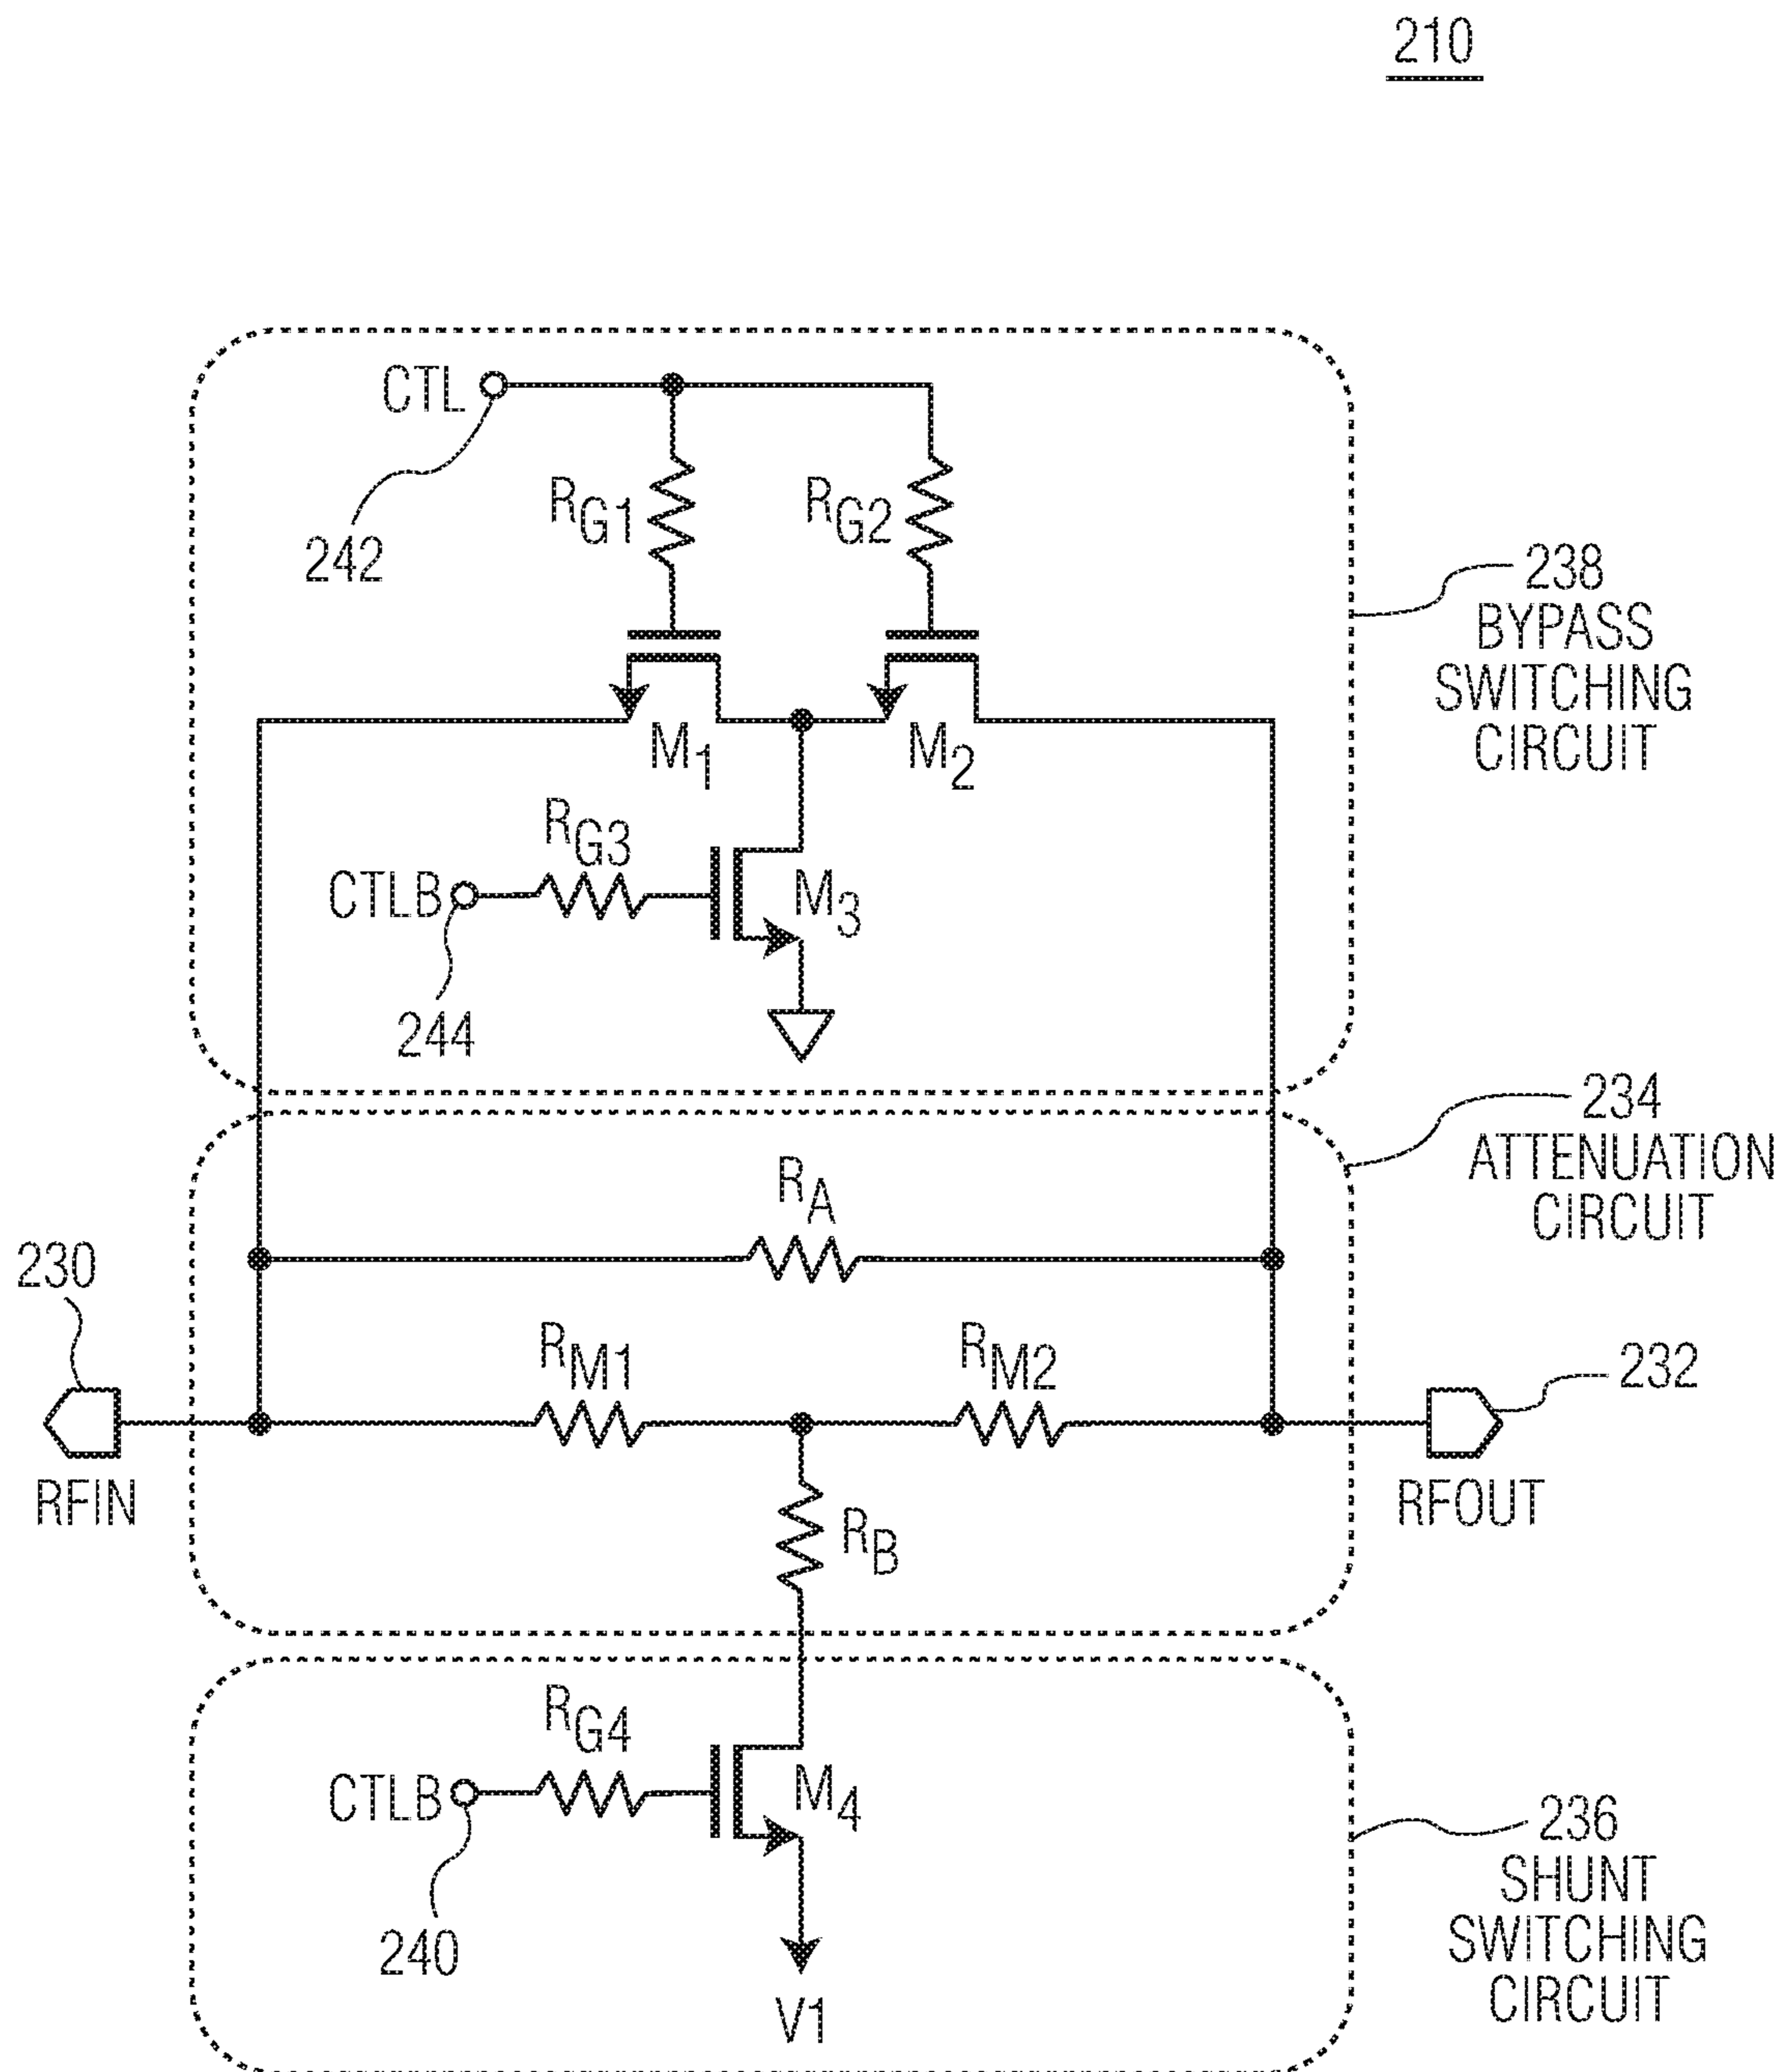 210
CTL
242
RG1
RG2
238
BYPASS
SWITCHING
CIRCUIT
M1
M2
RG3
CTLB
M3
244
234
ATTENUATION
CIRCUIT
RA
230
RM1
RM2
232
RFIN
RFOUT
RB
RG4
CTLB
M4
240
236
SHUNT
SWITCHING
CIRCUIT
V1